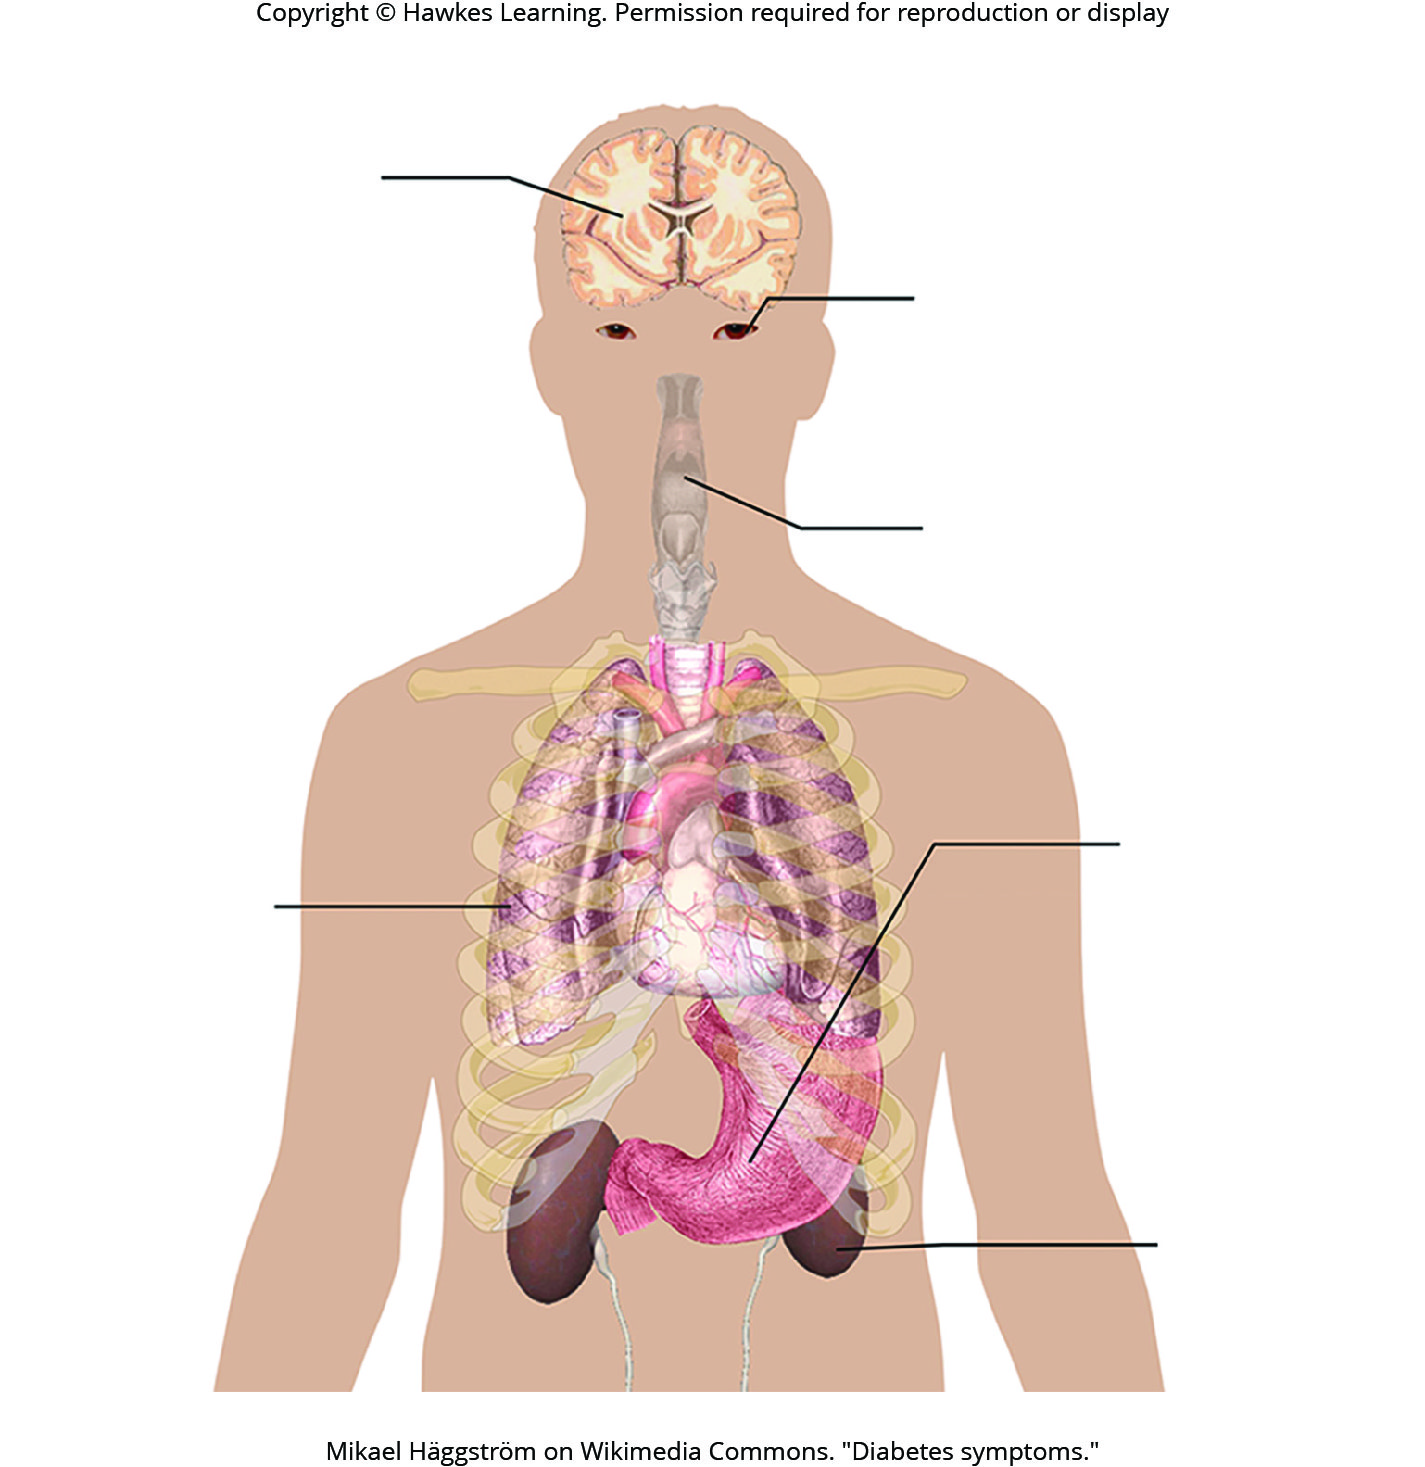 Copyright © Hawkes Learning. Permission required for reproduction or display
Mikael Häggström on Wikimedia Commons. "Diabetes symptoms."